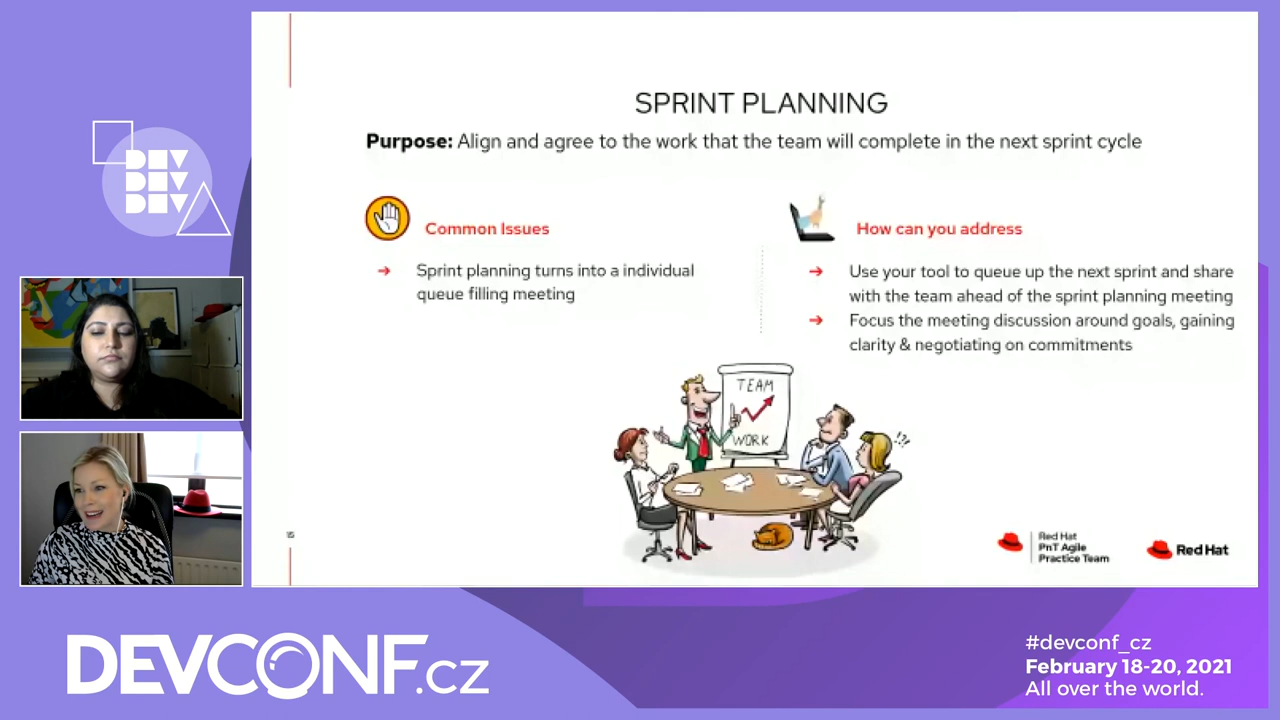 DEV
DEV
DEV
SPRINT PLANNING
Purpose: Align and agree to the work that the team will complete in the next sprint cycle
Common Issues
→ Sprint planning turns into a individual
queue filling meeting
How can you address
→ Use your tool to queue up the next sprint and share
with the team ahead of the sprint planning meeting
→ Focus the meeting discussion around goals, gaining
clarity & negotiating on commitments
TEAM
WORK
!?
15
Red Hat
PnT Agile
Practice Team
Red Hat
DEVCONF.cz
#devconf_cz
February 18-20, 2021
All over the world.